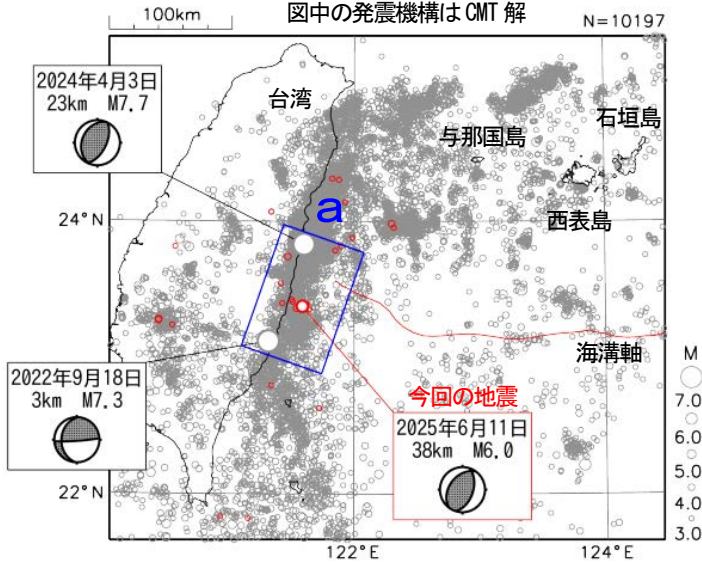 100km
図中の発震機構は CMT 解
N=10197
2024年4月3日
23km M7.7
台湾
石垣島
与那国島
a
24°N
西表島
海溝軸
M
7.0
6.0
5.0
4.0
3.0
2022年9月18日
3km M7.3
今回の地震
2025年6月11日
38km M6.0
22°N
122°E
124°E